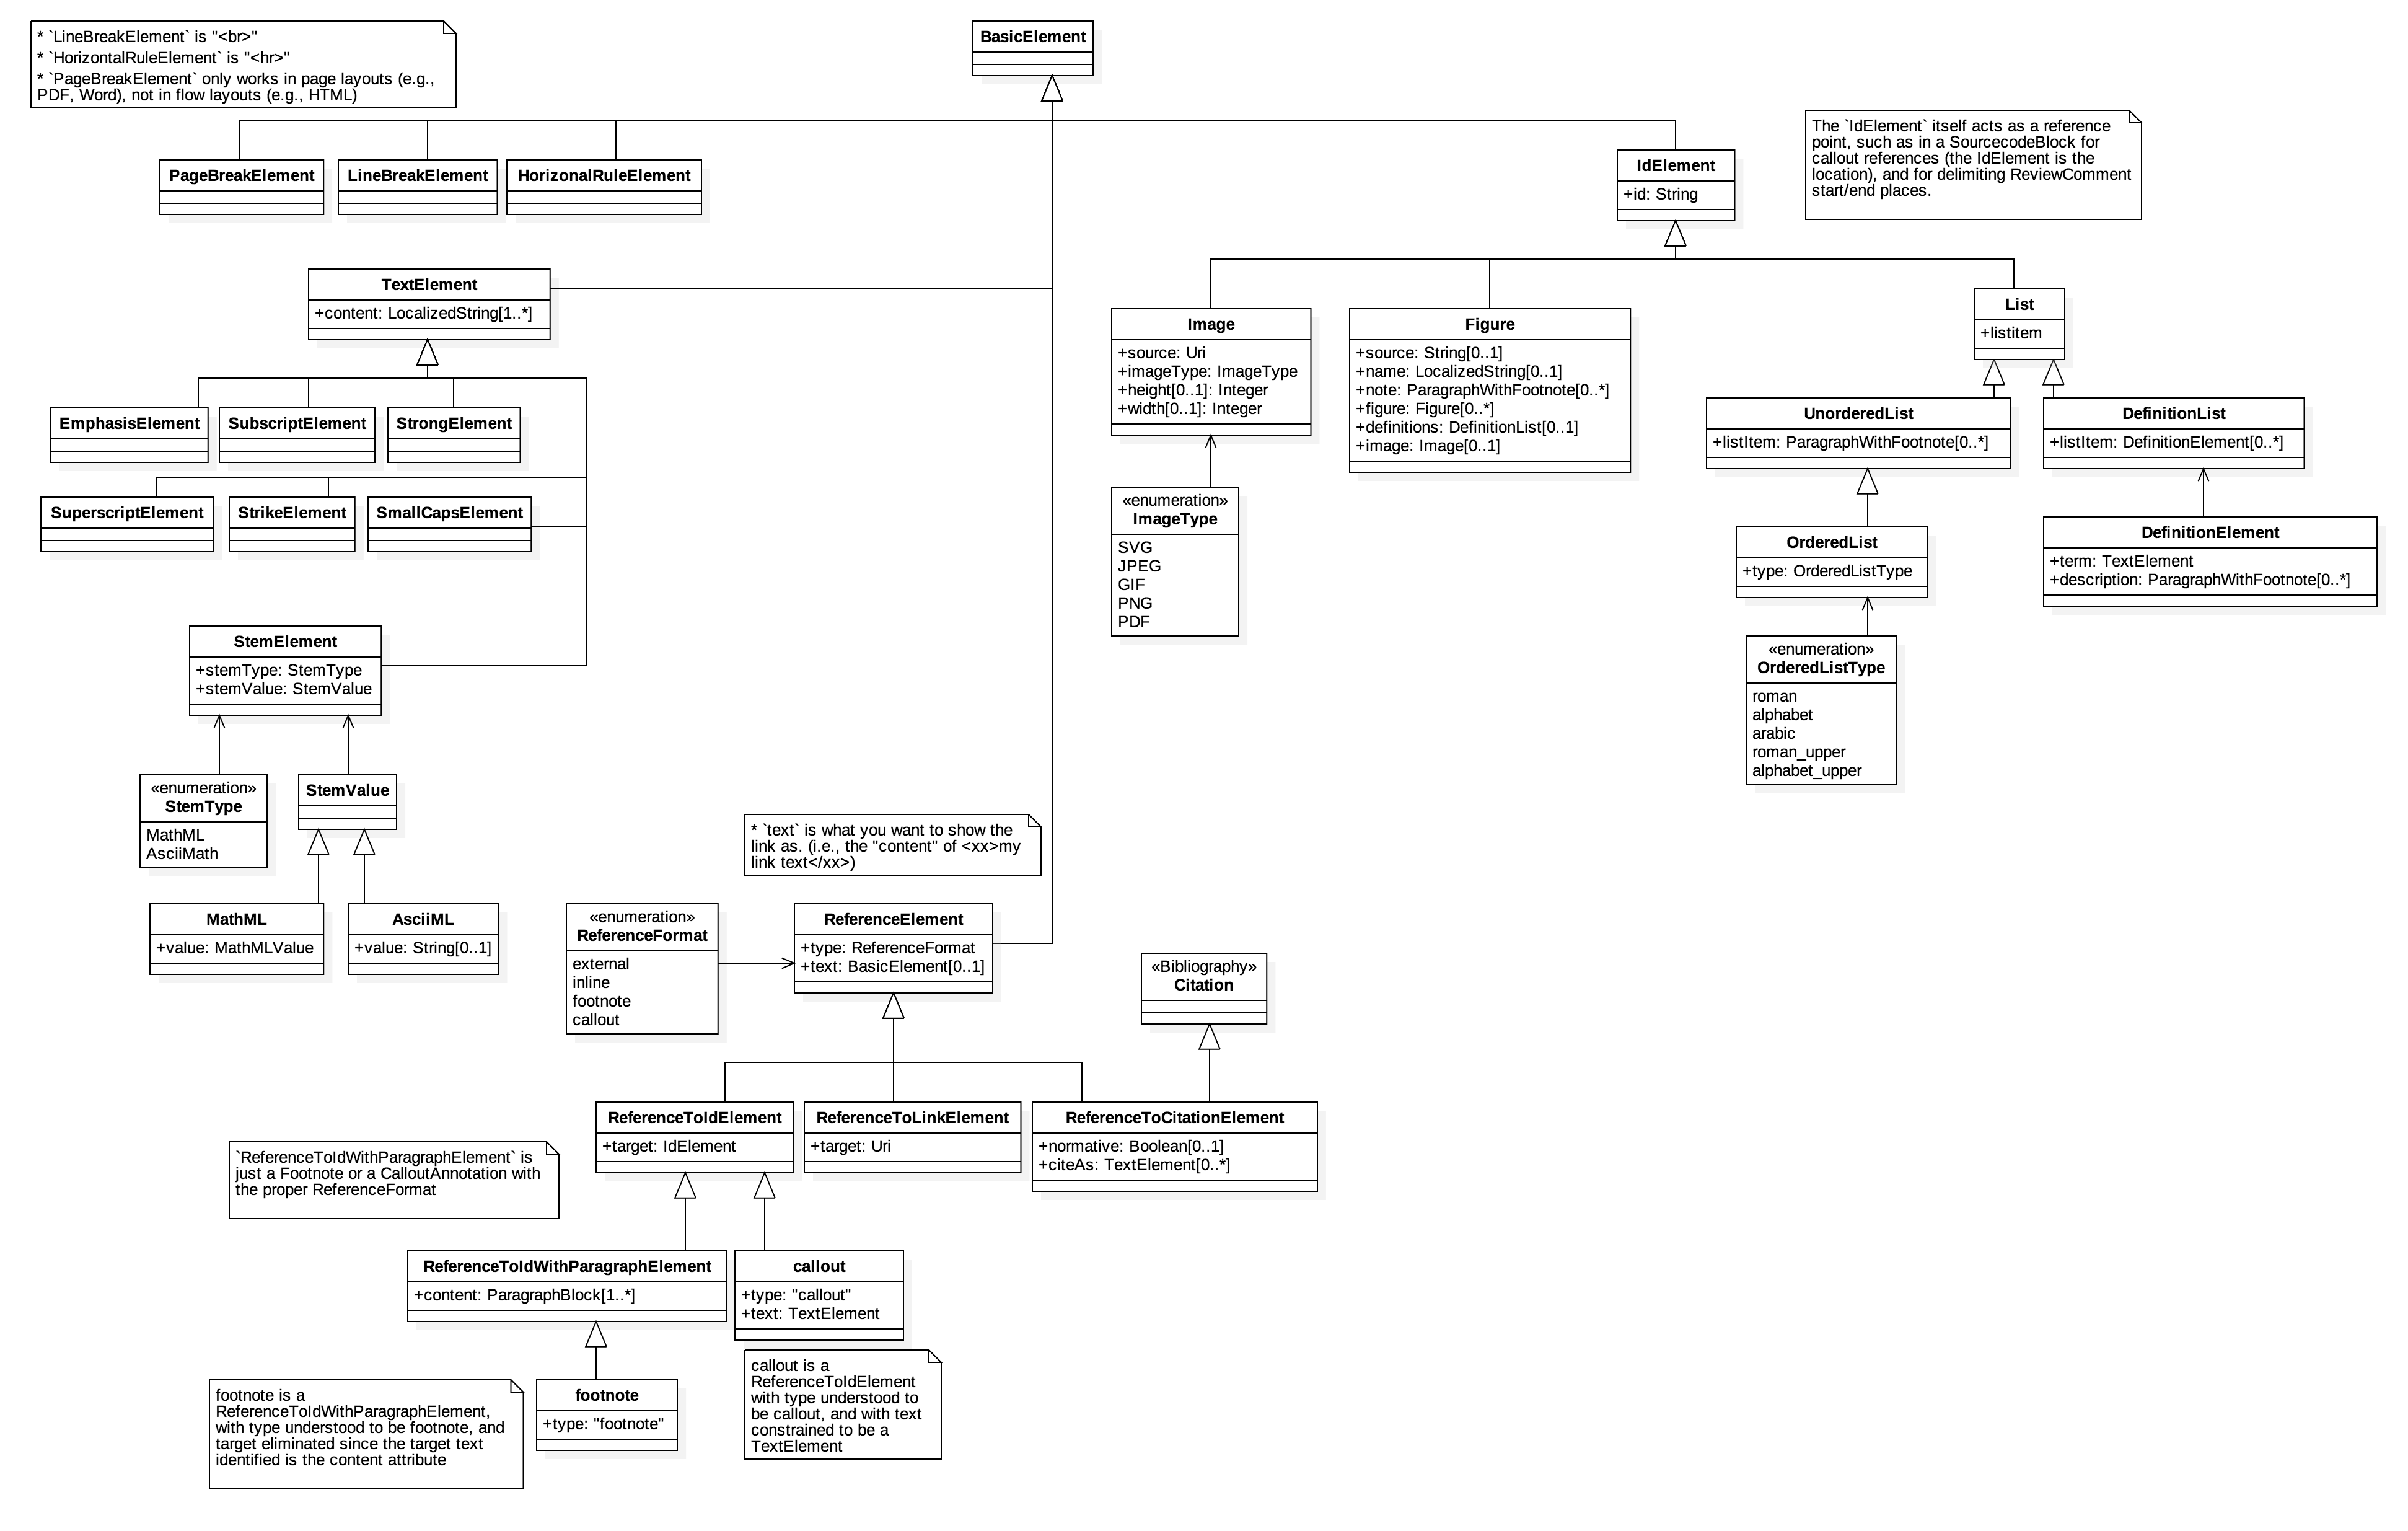 * `LineBreakElement` is "<br>"
* `HorizontalRuleElement` is "<hr>"
* `PageBreakElement` only works in page layouts (e.g.,
PDF, Word), not in flow layouts (e.g., HTML)
BasicElement
The `IdElement` itself acts as a reference
point, such as in a SourcecodeBlock for
callout references (the IdElement is the
location), and for delimiting ReviewComment
start/end places.
PageBreakElement
LineBreakElement
HorizonalRuleElement
IdElement
+id: String
TextElement
+content: LocalizedString[1..*]
Image
+source: Uri
+imageType: ImageType
+height[0..1]: Integer
+width[0..1]: Integer
Figure
+source: String[0..1]
+name: LocalizedString[0..1]
+note: ParagraphWithFootnote[0..*]
+figure: Figure[0..*]
+definitions: DefinitionList[0..1]
+image: Image[0..1]
List
+listitem
EmphasisElement
SubscriptElement
StrongElement
UnorderedList
+listItem: ParagraphWithFootnote[0..*]
DefinitionList
+listItem: DefinitionElement[0..*]
SuperscriptElement
StrikeElement
SmallCapsElement
«enumeration»
ImageType
SVG
JPEG
GIF
PNG
PDF
OrderedList
+type: OrderedListType
DefinitionElement
+term: TextElement
+description: ParagraphWithFootnote[0..*]
StemElement
+stemType: StemType
+stemValue: StemValue
«enumeration»
OrderedListType
roman
alphabet
arabic
roman_upper
alphabet_upper
«enumeration»
StemType
MathML
AsciiMath
StemValue
* `text` is what you want to show the
link as. (i.e., the "content" of <xx>my
link text</xx>)
MathML
+value: MathMLValue
AsciiML
+value: String[0..1]
«enumeration»
ReferenceFormat
external
inline
footnote
callout
ReferenceElement
+type: ReferenceFormat
+text: BasicElement[0..1]
«Bibliography»
Citation
ReferenceToIdElement
+target: IdElement
ReferenceToLinkElement
+target: Uri
ReferenceToCitationElement
+normative: Boolean[0..1]
+citeAs: TextElement[0..*]
`ReferenceToIdWithParagraphElement` is
just a Footnote or a CalloutAnnotation with
the proper ReferenceFormat
ReferenceToIdWithParagraphElement
+content: ParagraphBlock[1..*]
callout
+type: "callout"
+text: TextElement
footnote is a
ReferenceToIdWithParagraphElement,
with type understood to be footnote, and
target eliminated since the target text
identified is the content attribute
footnote
+type: "footnote"
callout is a
ReferenceToIdElement
with type understood to
be callout, and with text
constrained to be a
TextElement